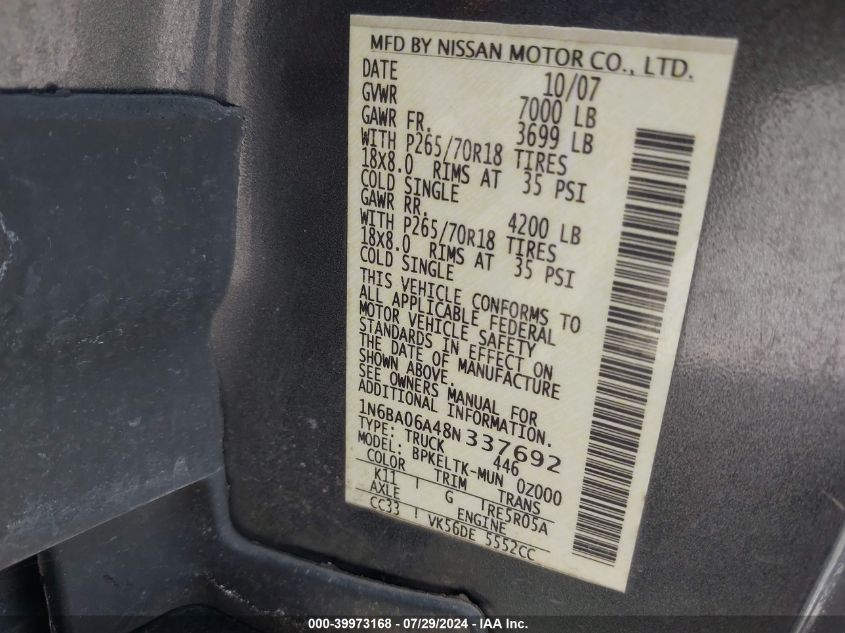 MFD BY NISSAN MOTOR CO., LTD.
DATE 10/07
GVWR 7000 LB
GAWR FR. 3699 LB
WITH P265/70R18 TIRES
18X8.0 RIMS AT 35 PSI
COLD SINGLE
GAWR RR. 4200 LB
WITH P265/70R18 TIRES
18X8.0 RIMS AT 35 PSI
COLD SINGLE
THIS VEHICLE CONFORMS TO
ALL APPLICABLE FEDERAL
MOTOR VEHICLE SAFETY
STANDARDS IN EFFECT ON
THE DATE OF MANUFACTURE
SHOWN ABOVE.
SEE OWNERS MANUAL FOR
ADDITIONAL INFORMATION.
1N6BA06A48N337692
TYPE: TRUCK 446
MODEL: BPKELTK-MUN 0Z000
COLOR TRIM TRANS
K11 G RE5R05A
AXLE ENGINE
CC33 VK56DE 5552CC
000-39973168 - 07/29/2024 - IAA Inc.